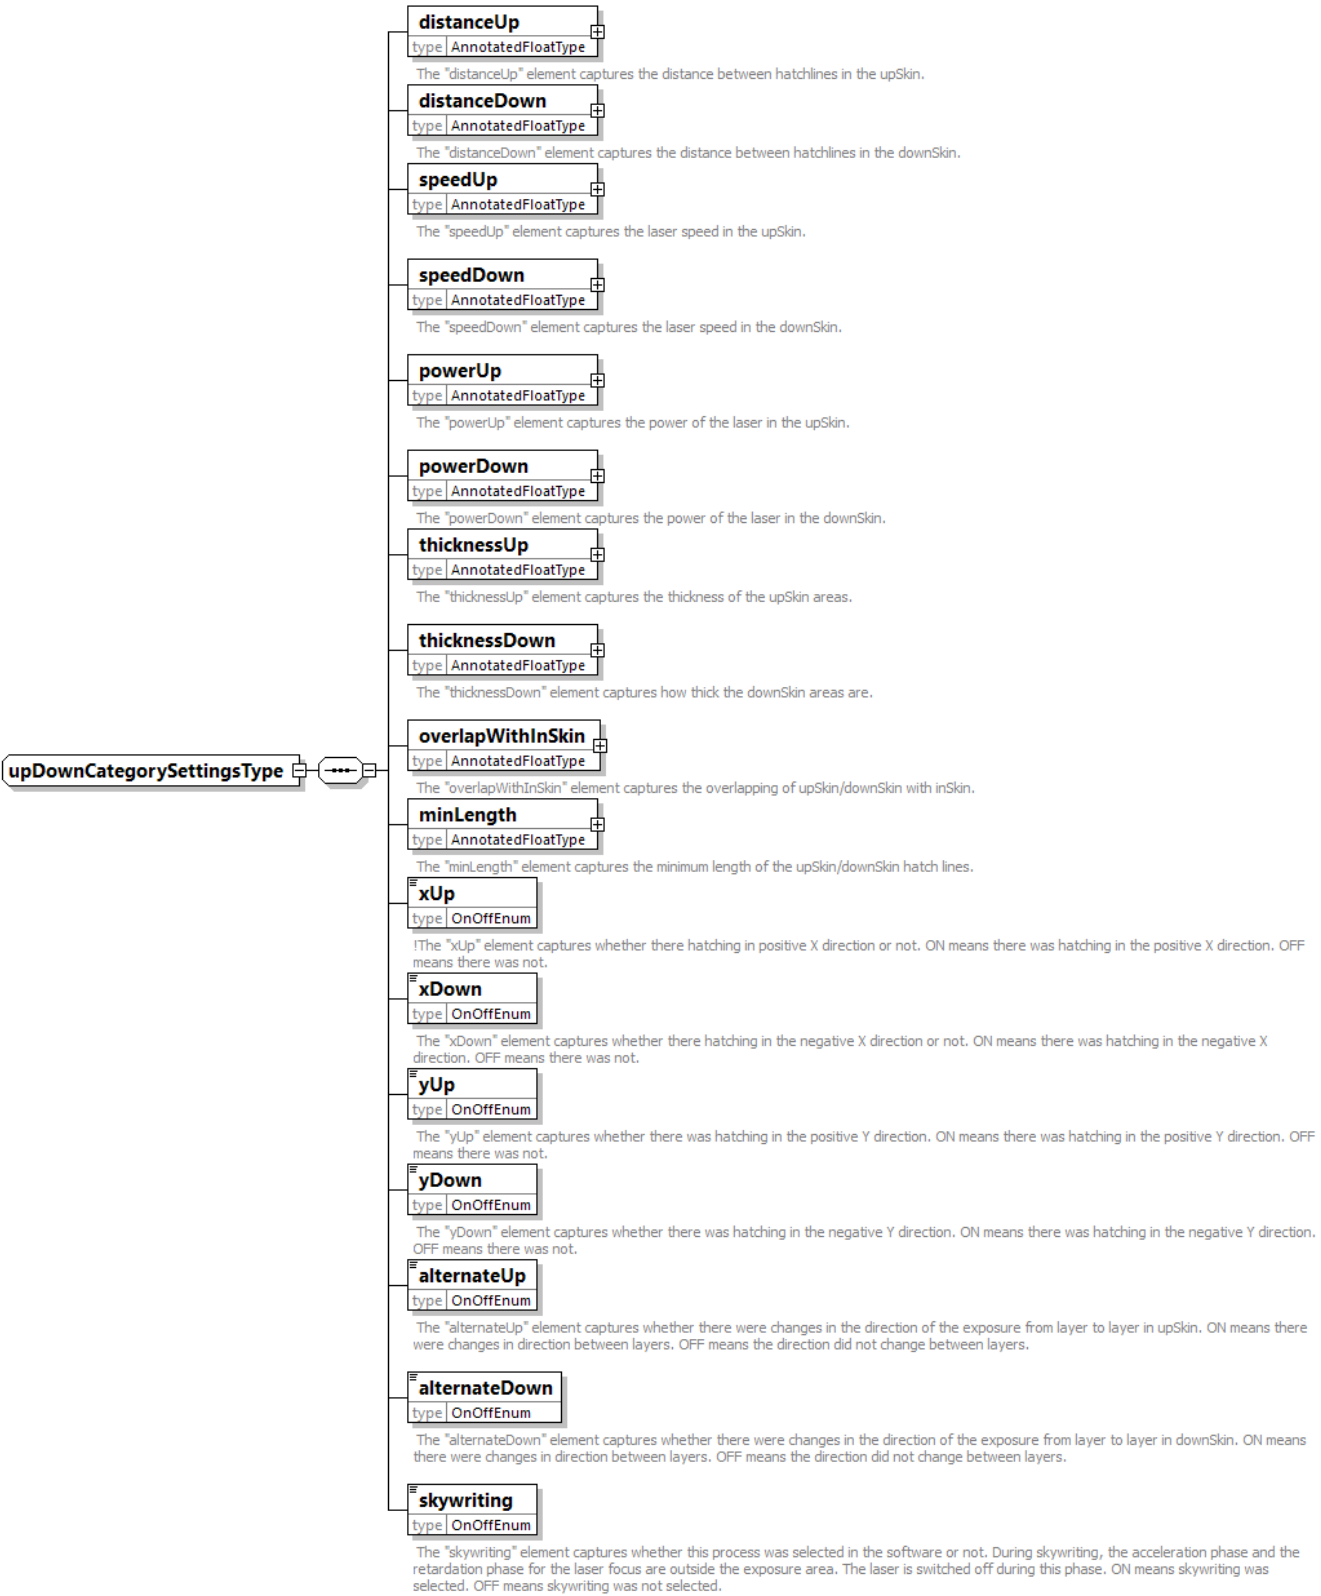 distanceUp
type AnnotatedFloatType
The "distanceUp" element captures the distance between hatchlines in the upSkin.
distanceDown
type AnnotatedFloatType
The "distanceDown" element captures the distance between hatchlines in the downSkin.
speedUp
type AnnotatedFloatType
The "speedUp" element captures the laser speed in the upSkin.
speedDown
type AnnotatedFloatType
The "speedDown" element captures the laser speed in the downSkin.
powerUp
type AnnotatedFloatType
The "powerUp" element captures the power of the laser in the upSkin.
powerDown
type AnnotatedFloatType
The "powerDown" element captures the power of the laser in the downSkin.
thicknessUp
type AnnotatedFloatType
The "thicknessUp" element captures the thickness of the upSkin areas.
thicknessDown
type AnnotatedFloatType
The "thicknessDown" element captures how thick the downSkin areas are.
overlapWithInSkin
type AnnotatedFloatType
upDownCategorySettingsType
The "overlapWithInSkin" element captures the overlapping of upSkin/downSkin with inSkin.
minLength
type AnnotatedFloatType
The "minLength" element captures the minimum length of the upSkin/downSkin hatch lines.
xUp
type OnOffEnum
!The "xUp" element captures whether there hatching in positive X direction or not. ON means there was hatching in the positive X direction. OFF
means there was not.
xDown
type OnOffEnum
The "xDown" element captures whether there hatching in the negative X direction or not. ON means there was hatching in the negative X
direction. OFF means there was not.
yUp
type OnOffEnum
The "yUp" element captures whether there was hatching in the positive Y direction. ON means there was hatching in the positive Y direction. OFF
means there was not.
yDown
type OnOffEnum
The "yDown" element captures whether there was hatching in the negative Y direction. ON means there was hatching in the negative Y direction.
OFF means there was not.
alternateUp
type OnOffEnum
The "alternateUp" element captures whether there were changes in the direction of the exposure from layer to layer in upSkin. ON means there
were changes in direction between layers. OFF means the direction did not change between layers.
alternateDown
type OnOffEnum
The "alternateDown" element captures whether there were changes in the direction of the exposure from layer to layer in downSkin. ON means
there were changes in direction between layers. OFF means the direction did not change between layers.
skywriting
type OnOffEnum
The "skywriting" element captures whether this process was selected in the software or not. During skywriting, the acceleration phase and the
retardation phase for the laser focus are outside the exposure area. The laser is switched off during this phase. ON means skywriting was
selected. OFF means skywriting was not selected.